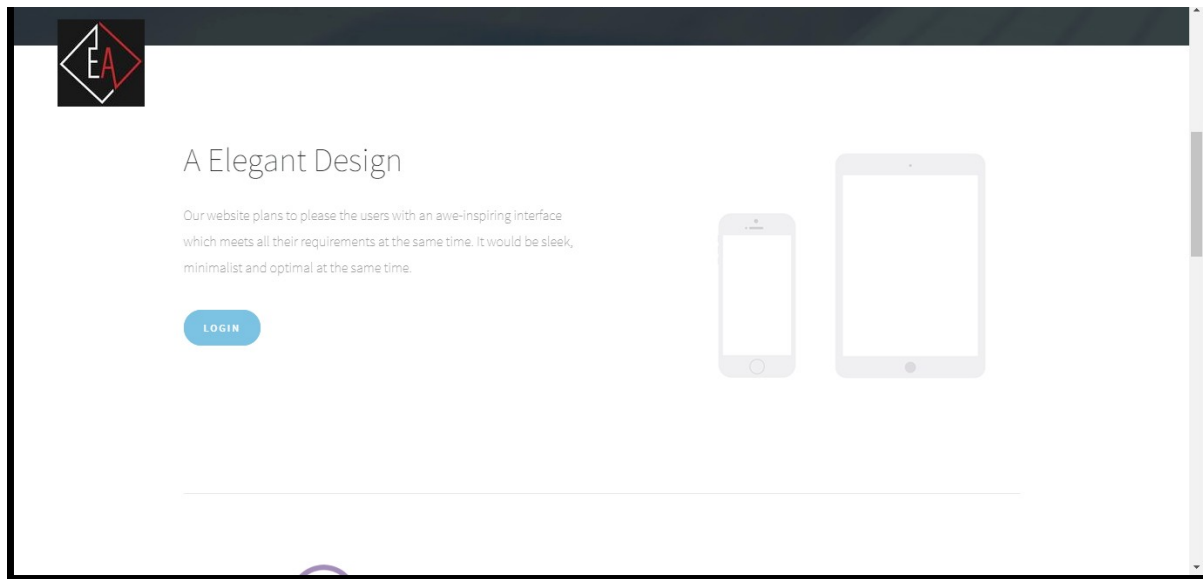 EA
A Elegant Design
Our website plans to please the users with an awe-inspiring interface
which meets all their requirements at the same time. It would be sleek,
minimalist and optimal at the same time.
LOGIN